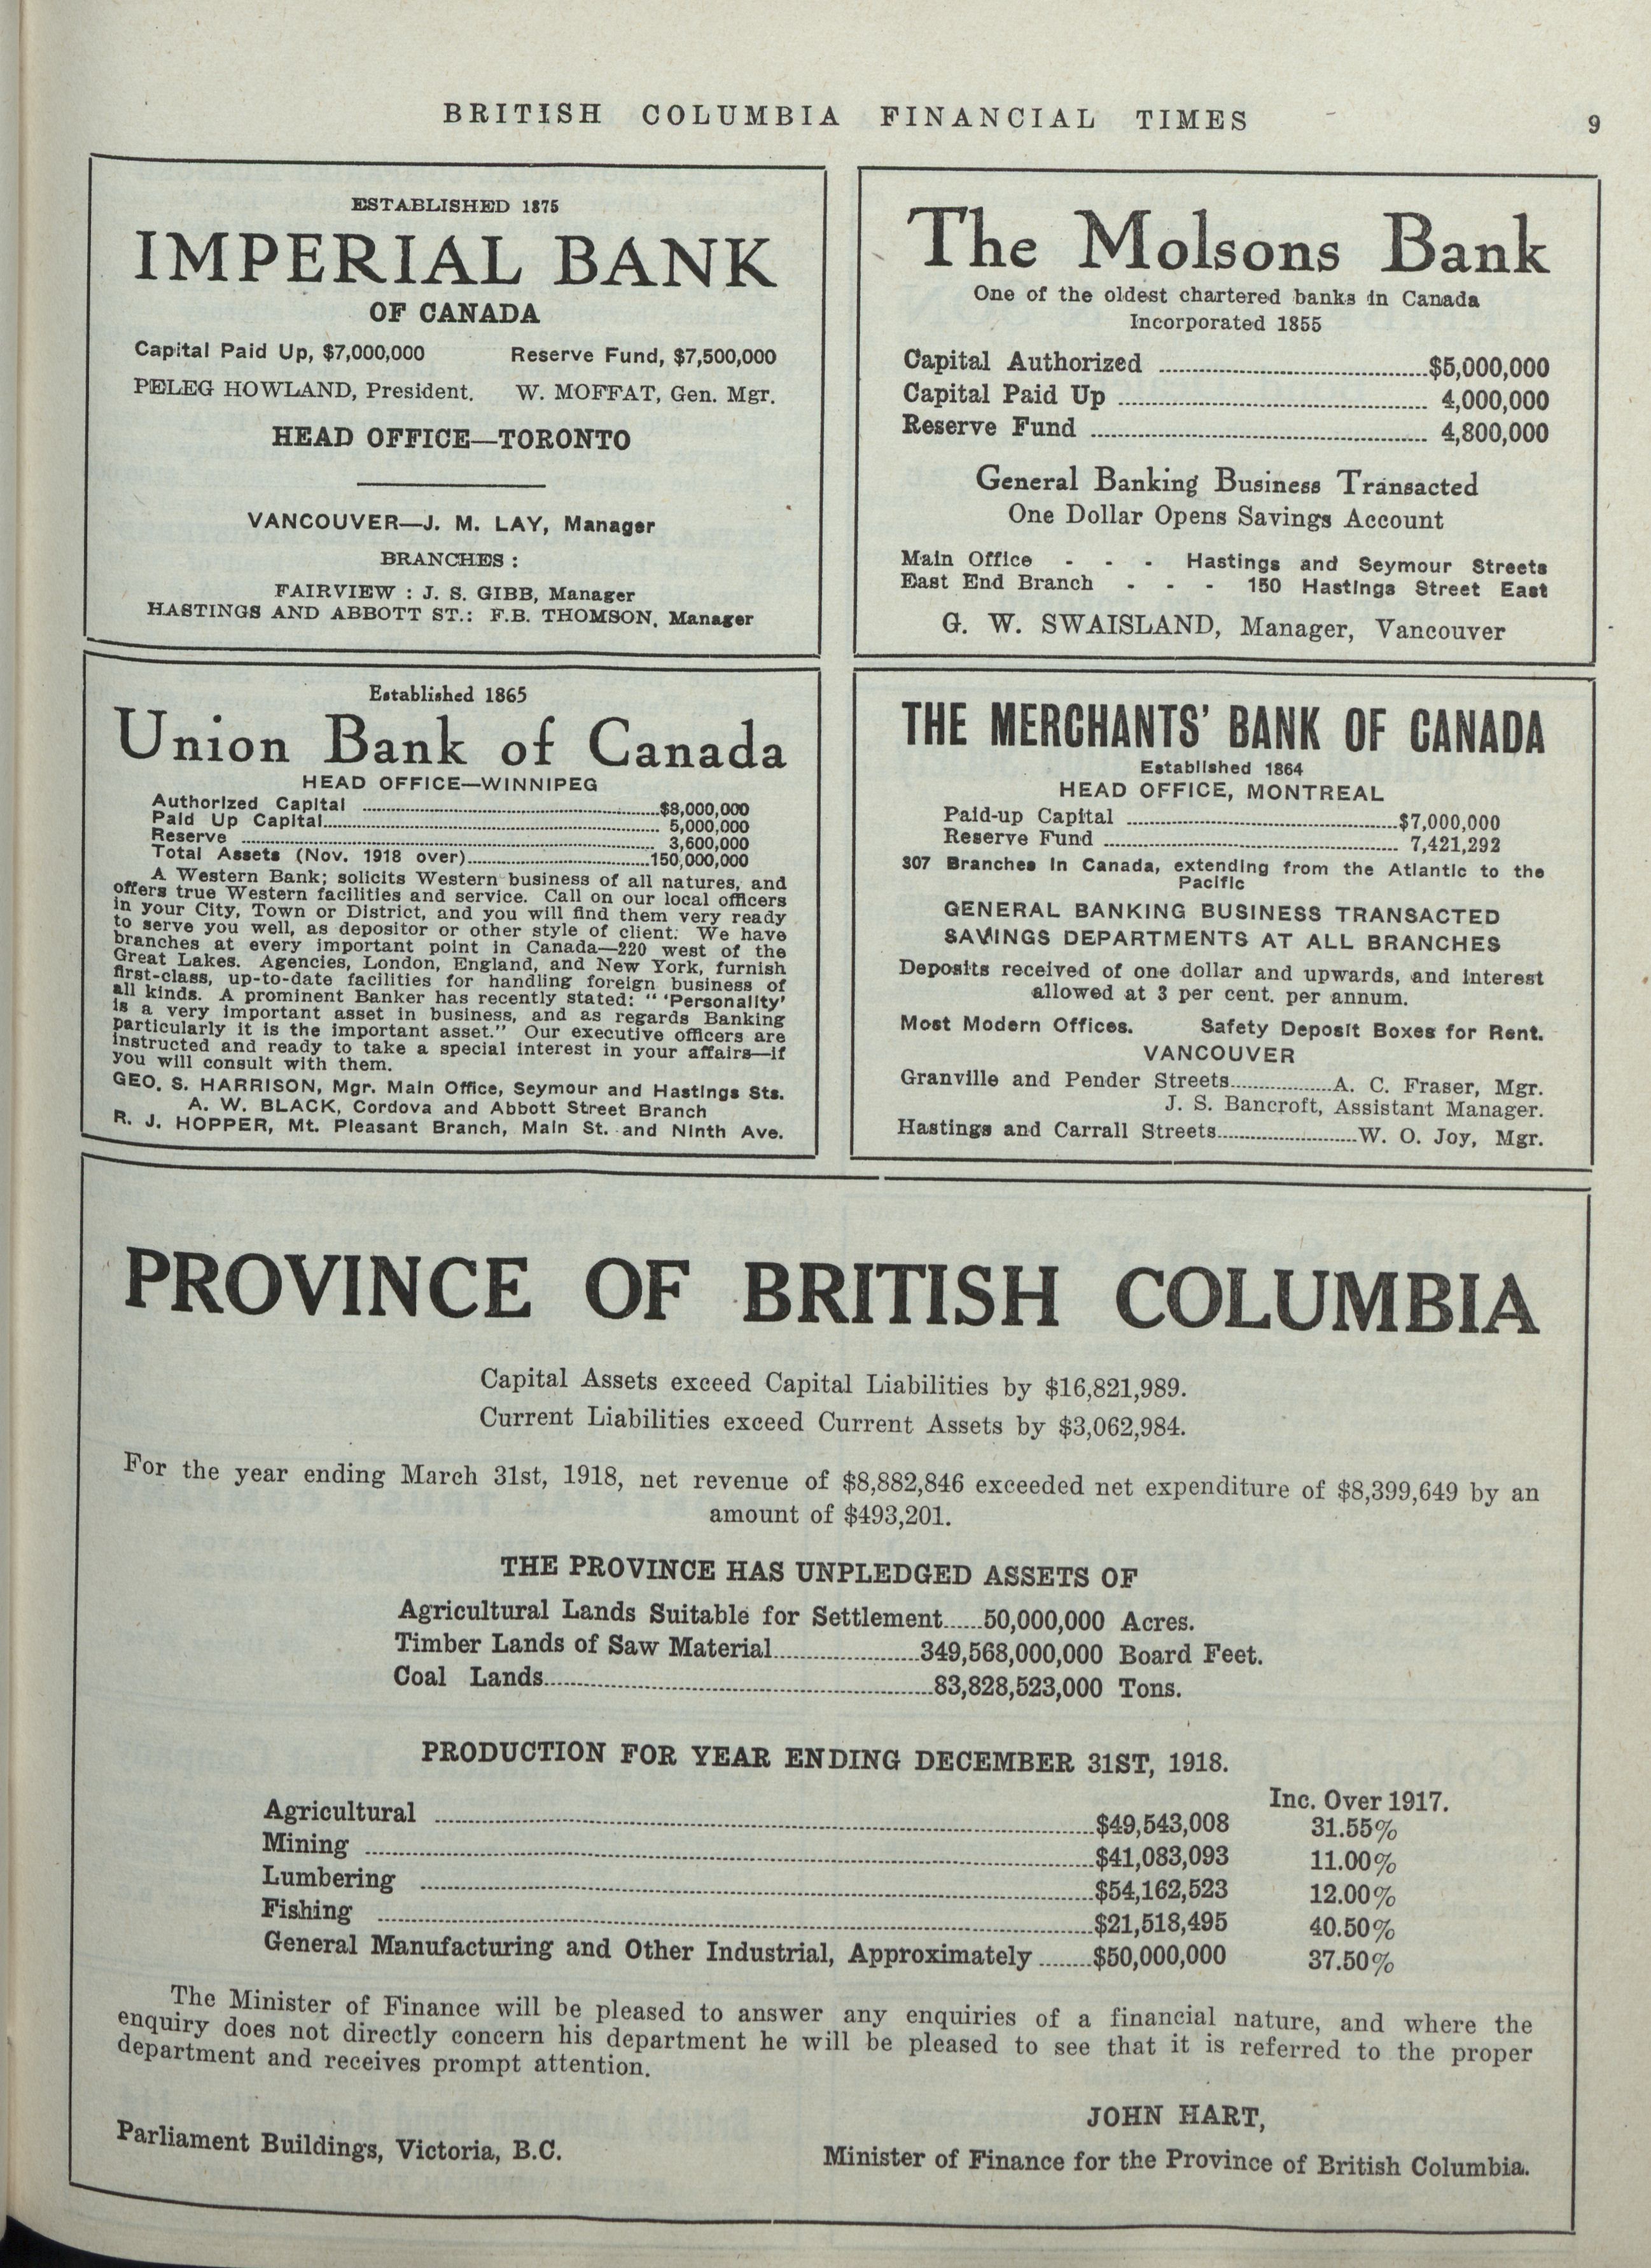 BRITISH COLUMBIA FINANCIAL TIMES 9
ESTABLISHED 1875
IMPERIAL BANK
OF CANADA
Capital Paid Up, $7,000,000 Reserve Fund, $7,500,000
PELEG HOWLAND, President. W. MOFFAT, Gen. Mgr.
HEAD OFFICE—TORONTO
VANCOUVER—J. M. LAY, Manager
BRANCHES :
FAIRVIEW : J. S. GIBB, Manager
HASTINGS AND ABBOTT ST.: F.B. THOMSON, Manager
The Molsons Bank
One of the oldest chartered banks in Canada
Incorporated 1855
Capital Authorized ........ $5,000,000
Capital Paid Up ........ 4,000,000
Reserve Fund ........ 4,800,000
General Banking Business Transacted
One Dollar Opens Savings Account
Main Office - - - Hastings and Seymour Streets
East End Branch - - - 150 Hastings Street East
G. W. SWAISLAND, Manager, Vancouver
Established 1865
Union Bank of Canada
HEAD OFFICE—WINNIPEG
Authorized Capital ........ $8,000,000
Paid Up Capital ........ 5,000,000
Reserve ........ 3,600,000
Total Assets (Nov. 1918 over) ........ 150,000,000
A Western Bank; solicits Western business of all natures, and
offers true Western facilities and service. Call on our local officers
in your City, Town or District, and you will find them very ready
to serve you well, as depositor or other style of client. We have
branches at every important point in Canada—220 west of the
Great Lakes. Agencies, London, England, and New York, furnish
first-class, up-to-date facilities for handling foreign business of
all kinds. A prominent Banker has recently stated: " 'Personality'
is a very important asset in business, and as regards Banking
particularly it is the important asset." Our executive officers are
instructed and ready to take a special interest in your affairs—if
you will consult with them.
GEO. S. HARRISON, Mgr. Main Office, Seymour and Hastings Sts.
A. W. BLACK, Cordova and Abbott Street Branch
R. J. HOPPER, Mt. Pleasant Branch, Main St. and Ninth Ave.
THE MERCHANTS' BANK OF CANADA
Established 1864
HEAD OFFICE, MONTREAL
Paid-up Capital ........ $7,000,000
Reserve Fund ........ 7,421,292
307 Branches in Canada, extending from the Atlantic to the
Pacific
GENERAL BANKING BUSINESS TRANSACTED
SAVINGS DEPARTMENTS AT ALL BRANCHES
Deposits received of one dollar and upwards, and interest
allowed at 3 per cent. per annum.
Most Modern Offices. Safety Deposit Boxes for Rent.
VANCOUVER
Granville and Pender Streets ........ A. C. Fraser, Mgr.
J. S. Bancroft, Assistant Manager.
Hastings and Carrall Streets ........ W. O. Joy, Mgr.
PROVINCE OF BRITISH COLUMBIA
Capital Assets exceed Capital Liabilities by $16,821,989.
Current Liabilities exceed Current Assets by $3,062,984.
For the year ending March 31st, 1918, net revenue of $8,882,846 exceeded net expenditure of $8,399,649 by an
amount of $493,201.
THE PROVINCE HAS UNPLEDGED ASSETS OF
Agricultural Lands Suitable for Settlement ...... 50,000,000 Acres.
Timber Lands of Saw Material ........ 349,568,000,000 Board Feet.
Coal Lands ........ 83,828,523,000 Tons.
PRODUCTION FOR YEAR ENDING DECEMBER 31ST, 1918.
Inc. Over 1917.
Agricultural ........ $49,543,008 31.55%
Mining ........ $41,083,093 11.00%
Lumbering ........ $54,162,523 12.00%
Fishing ........ $21,518,495 40.50%
General Manufacturing and Other Industrial, Approximately ........ $50,000,000 37.50%
The Minister of Finance will be pleased to answer any enquiries of a financial nature, and where the
enquiry does not directly concern his department he will be pleased to see that it is referred to the proper
department and receives prompt attention.
JOHN HART,
Parliament Buildings, Victoria, B.C. Minister of Finance for the Province of British Columbia.